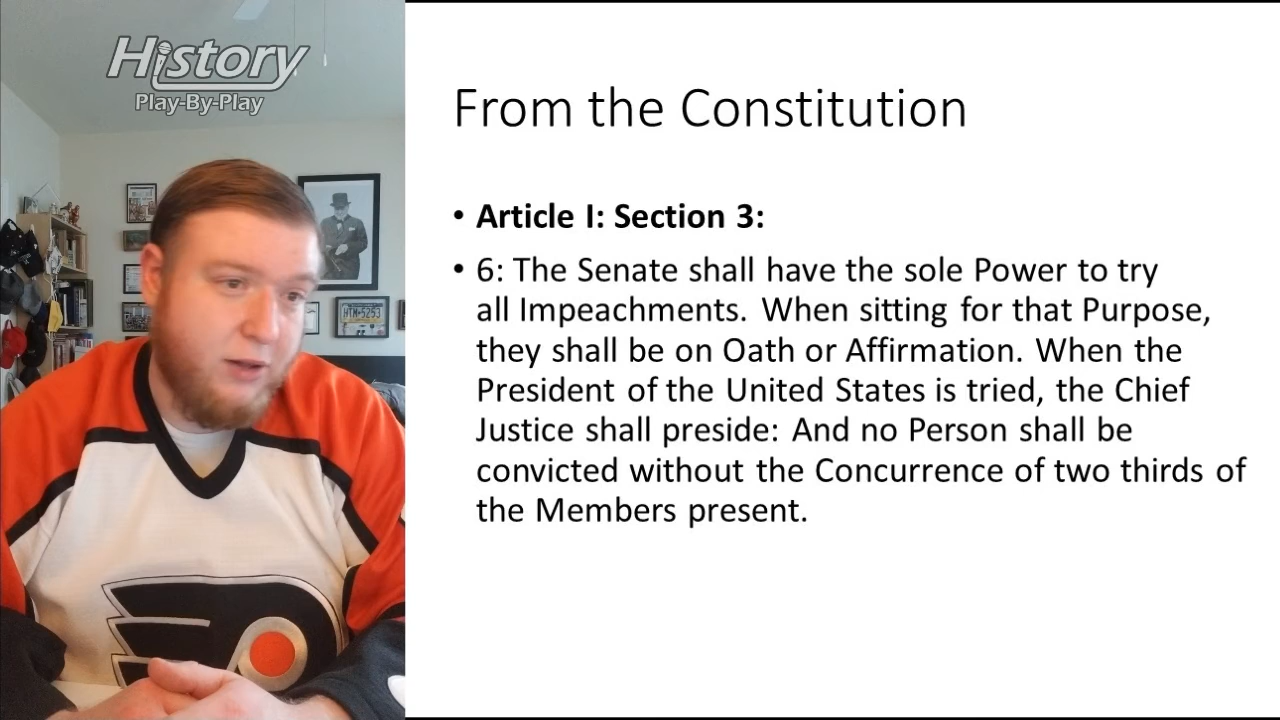 History
Play-By-Play
From the Constitution
• Article I: Section 3:
• 6: The Senate shall have the sole Power to try
all Impeachments. When sitting for that Purpose,
they shall be on Oath or Affirmation. When the
President of the United States is tried, the Chief
Justice shall preside: And no Person shall be
convicted without the Concurrence of two thirds of
the Members present.
HTM•5253